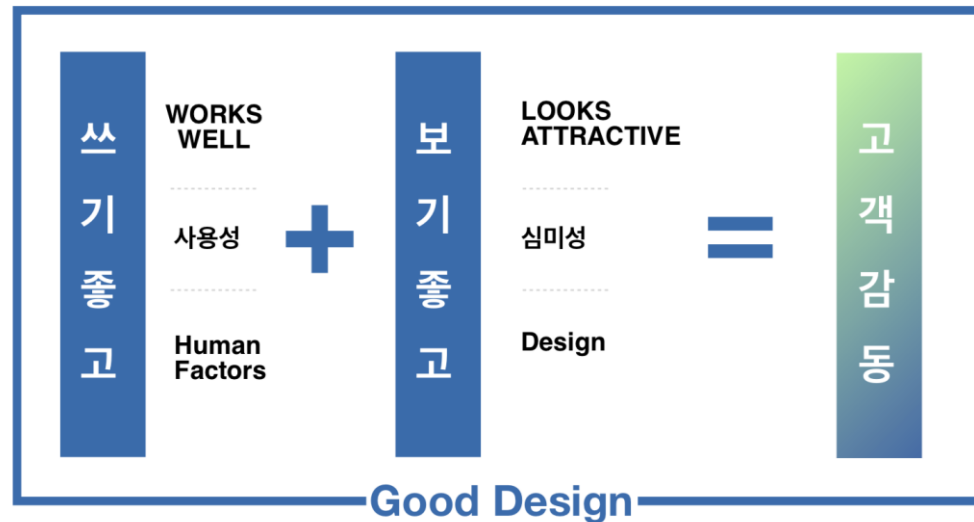 쓰기좋고
WORKS
WELL
사용성
Human
Factors
보기좋고
LOOKS
ATTRACTIVE
심미성
Design
고객감동
Good Design